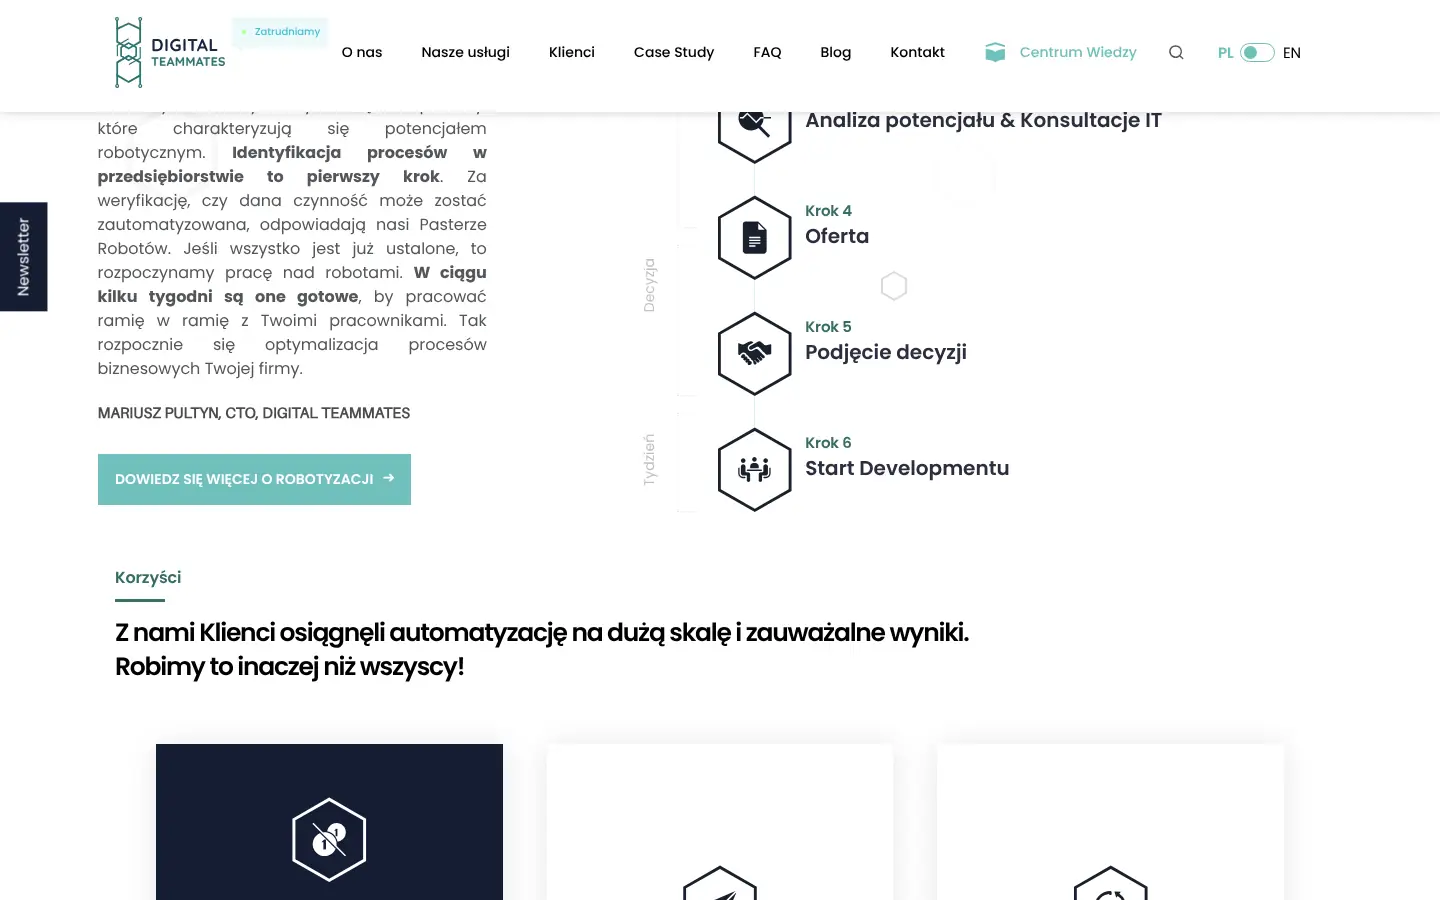 DIGITAL
TEAMMATES
Zatrudniamy
O nas
Nasze usługi
Klienci
Case Study
FAQ
Blog
Kontakt
Centrum Wiedzy
PL
EN
Newsletter
które charakteryzują się potencjałem
robotycznym. Identyfikacja procesów w
przedsiębiorstwie to pierwszy krok. Za
weryfikację, czy dana czynność może zostać
zautomatyzowana, odpowiadają nasi Pasterze
Robotów. Jeśli wszystko jest już ustalone, to
rozpoczynamy pracę nad robotami. W ciągu
kilku tygodni są one gotowe, by pracować
ramię w ramię z Twoimi pracownikami. Tak
rozpocznie się optymalizacja procesów
biznesowych Twojej firmy.
MARIUSZ PULTYN, CTO, DIGITAL TEAMMATES
DOWIEDZ SIĘ WIĘCEJ O ROBOTYZACJI
Analiza potencjału & Konsultacje IT
Decyzja
Krok 4
Oferta
Krok 5
Podjęcie decyzji
Tydzień
Krok 6
Start Developmentu
Korzyści
Z nami Klienci osiągnęli automatyzację na dużą skalę i zauważalne wyniki.
Robimy to inaczej niż wszyscy!